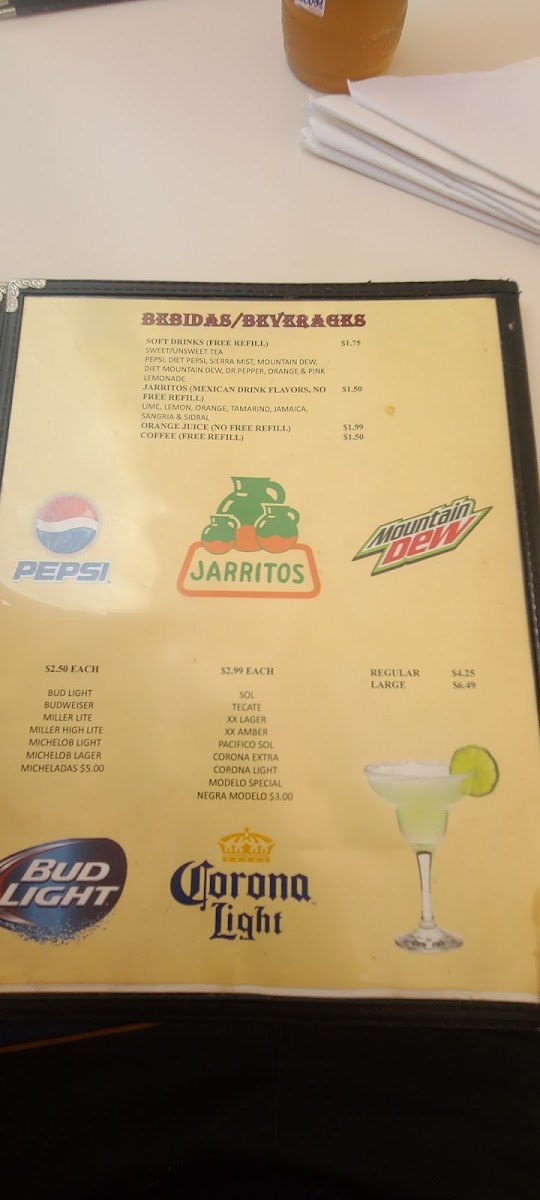 BEBIDAS/BEVERAGES
SOFT DRINKS (FREE REFILL) $1.75
SWEET/UNSWEET TEA
PEPSI, DIET PEPSI, SIERRA MIST, MOUNTAIN DEW,
DIET MOUNTAIN DEW, DR PEPPER, ORANGE & PINK
LEMONADE
JARRITOS (MEXICAN DRINK FLAVORS, NO $1.50
FREE REFILL)
LIME, LEMON, ORANGE, TAMARIND, JAMAICA,
SANGRIA & SIDRAL
ORANGE JUICE (NO FREE REFILL) $1.99
COFFEE (FREE REFILL) $1.50
PEPSI
JARRITOS
Mountain
DEW
$2.50 EACH
BUD LIGHT
BUDWEISER
MILLER LITE
MILLER HIGH LITE
MICHELOB LIGHT
MICHELOB LAGER
MICHELADAS $5.00
$2.99 EACH
SOL
TECATE
XX LAGER
XX AMBER
PACIFICO SOL
CORONA EXTRA
CORONA LIGHT
MODELO SPECIAL
NEGRA MODELO $3.00
REGULAR $4.25
LARGE $6.49
BUD
LIGHT
Corona
Light